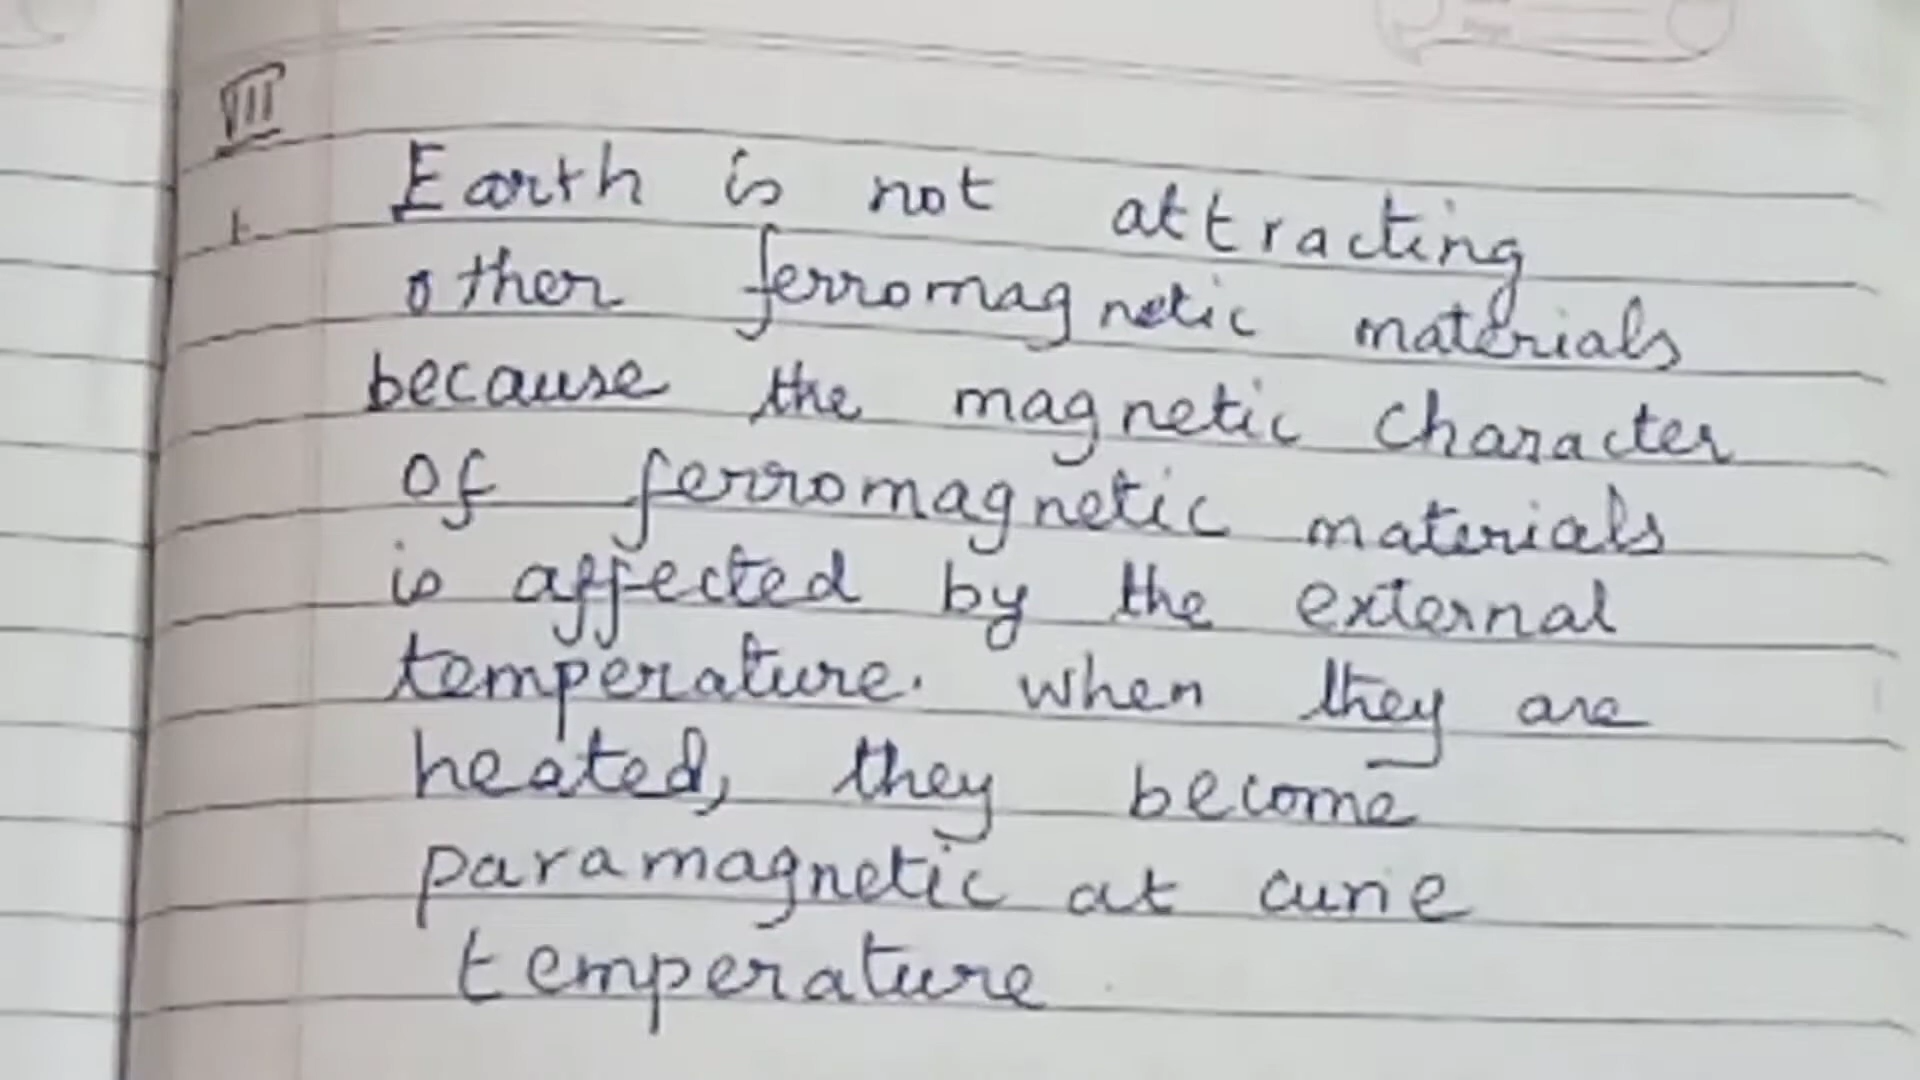 VII
1. Earth is not attracting
other ferromagnetic materials
because the magnetic character
of ferromagnetic materials
is affected by the external
temperature. When they are
heated, they become
paramagnetic at curie
temperature.